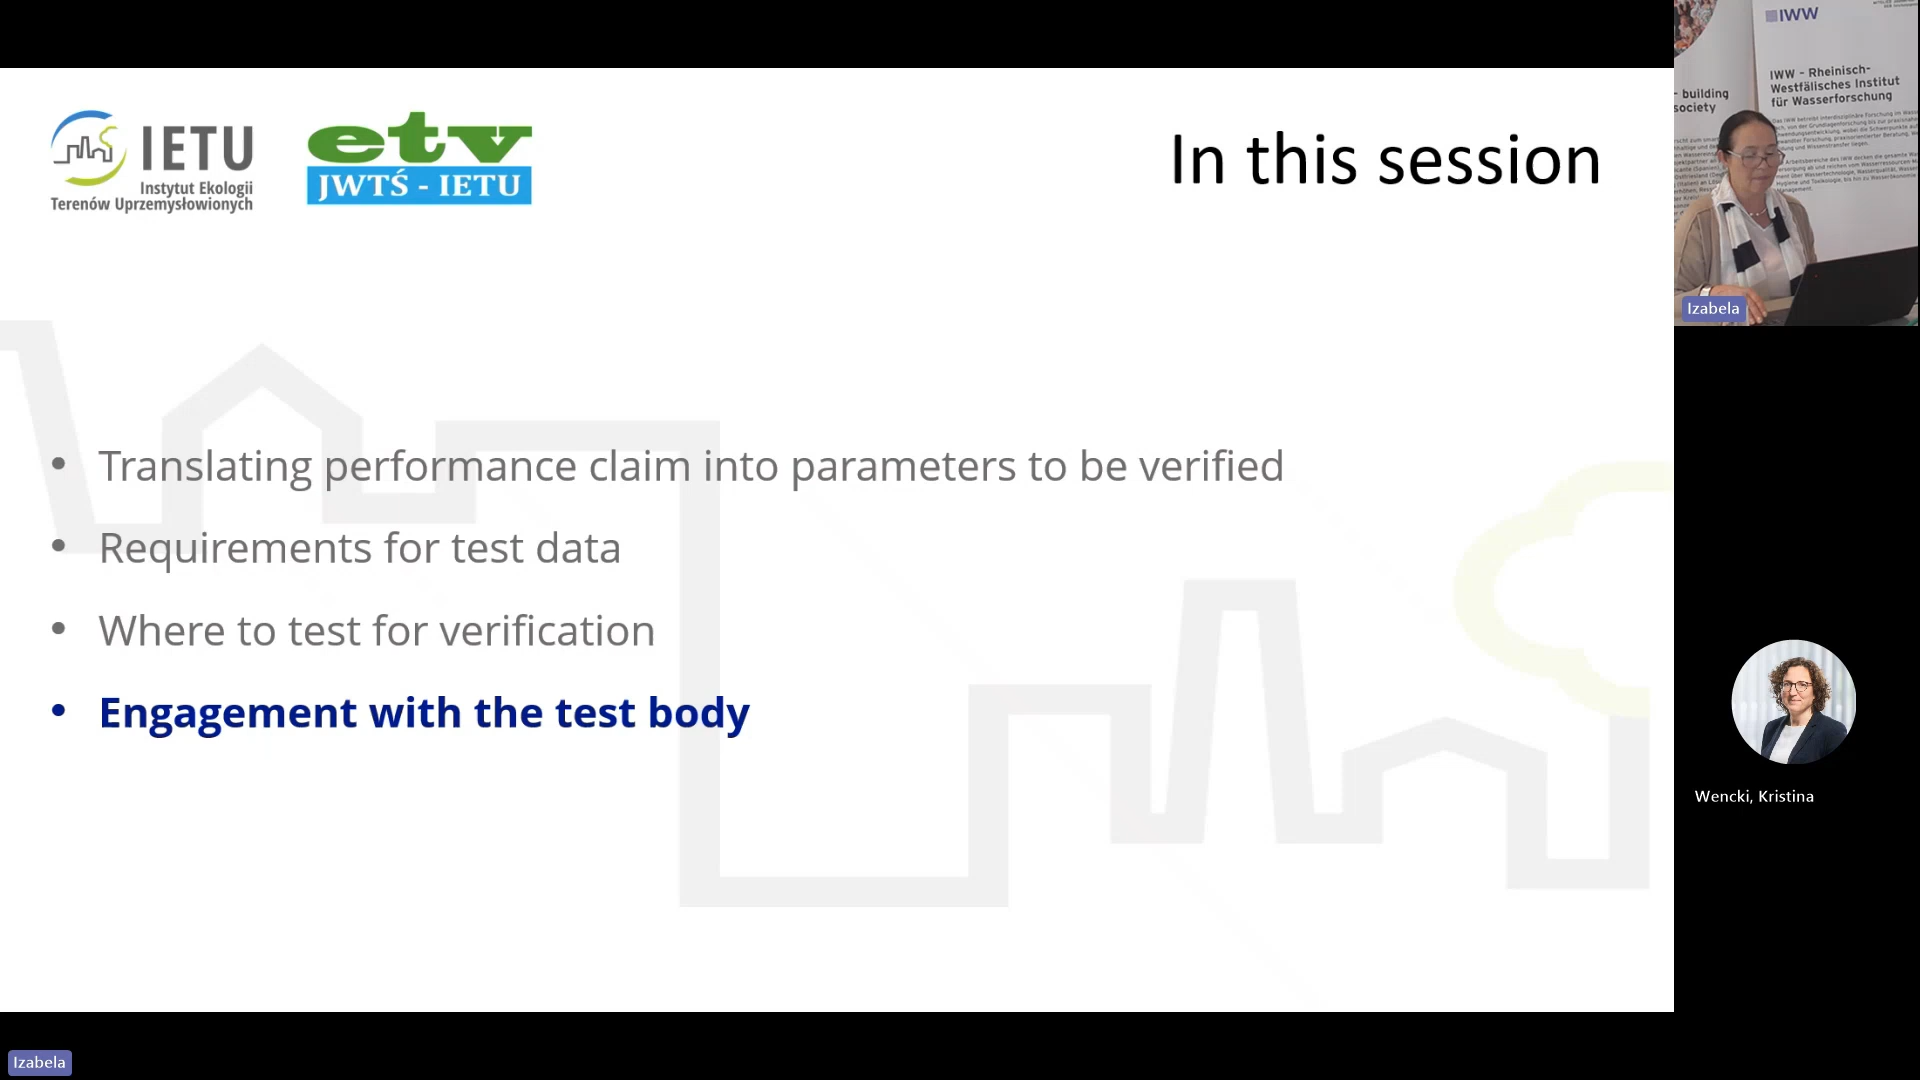 IETU
Instytut Ekologii
Terenów Uprzemysłowionych
etv
JWTŚ - IETU
In this session
• Translating performance claim into parameters to be verified
• Requirements for test data
• Where to test for verification
• Engagement with the test body
IWW
- building
society
IWW - Rheinisch-
Westfälisches Institut
für Wasserforschung
Izabela
Wencki, Kristina
Izabela